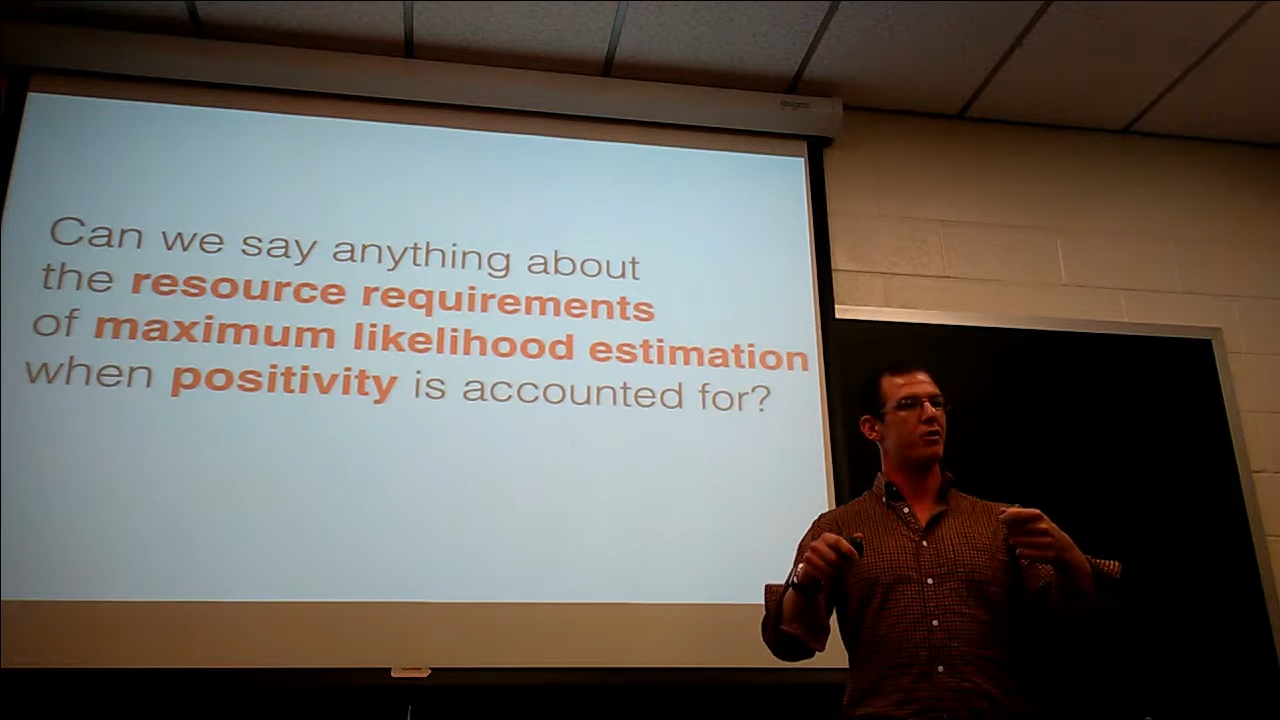 Can we say anything about
the resource requirements
of maximum likelihood estimation
when positivity is accounted for?